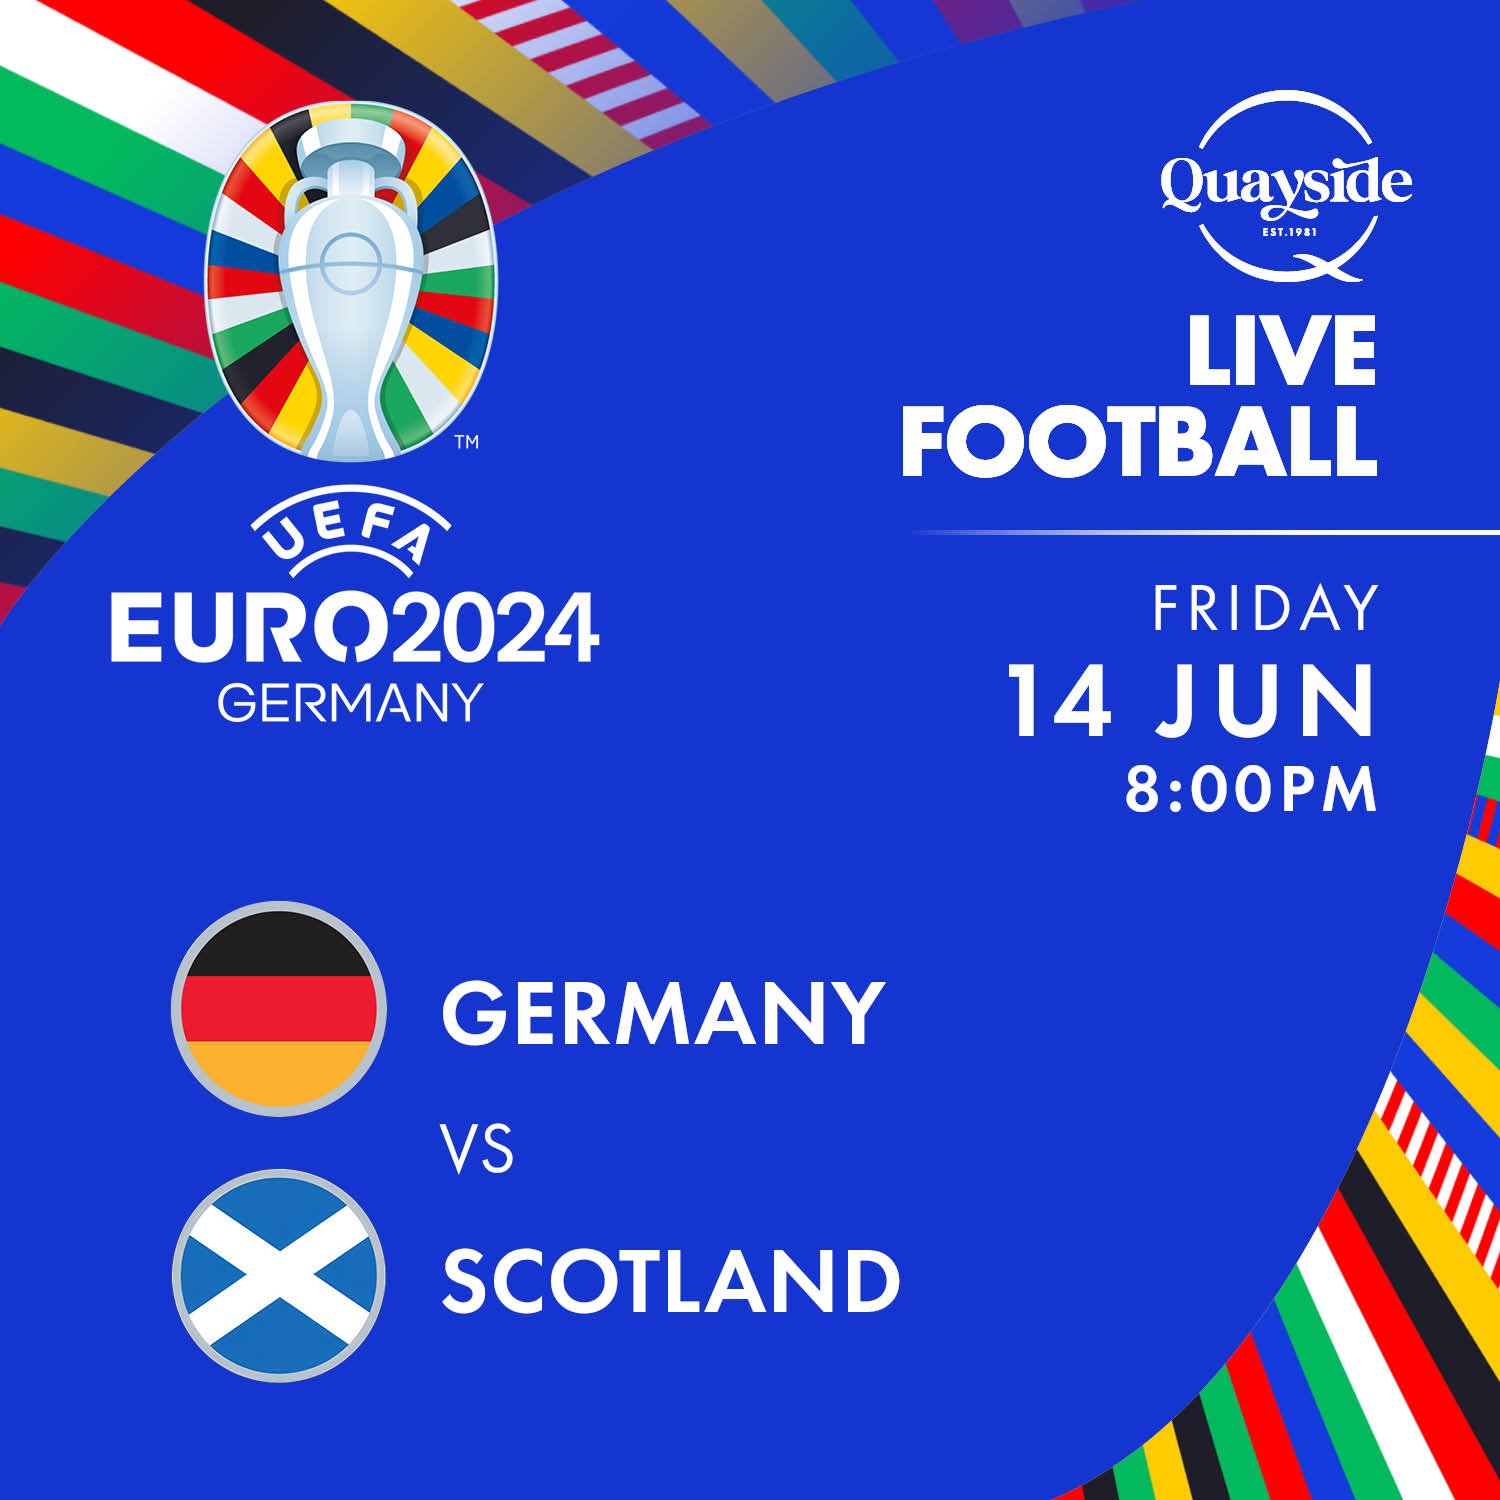 Quayside
EST.1981
LIVE
FOOTBALL
TM
UEFA
EURO2024
GERMANY
FRIDAY
14 JUN
8:00PM
GERMANY
VS
SCOTLAND